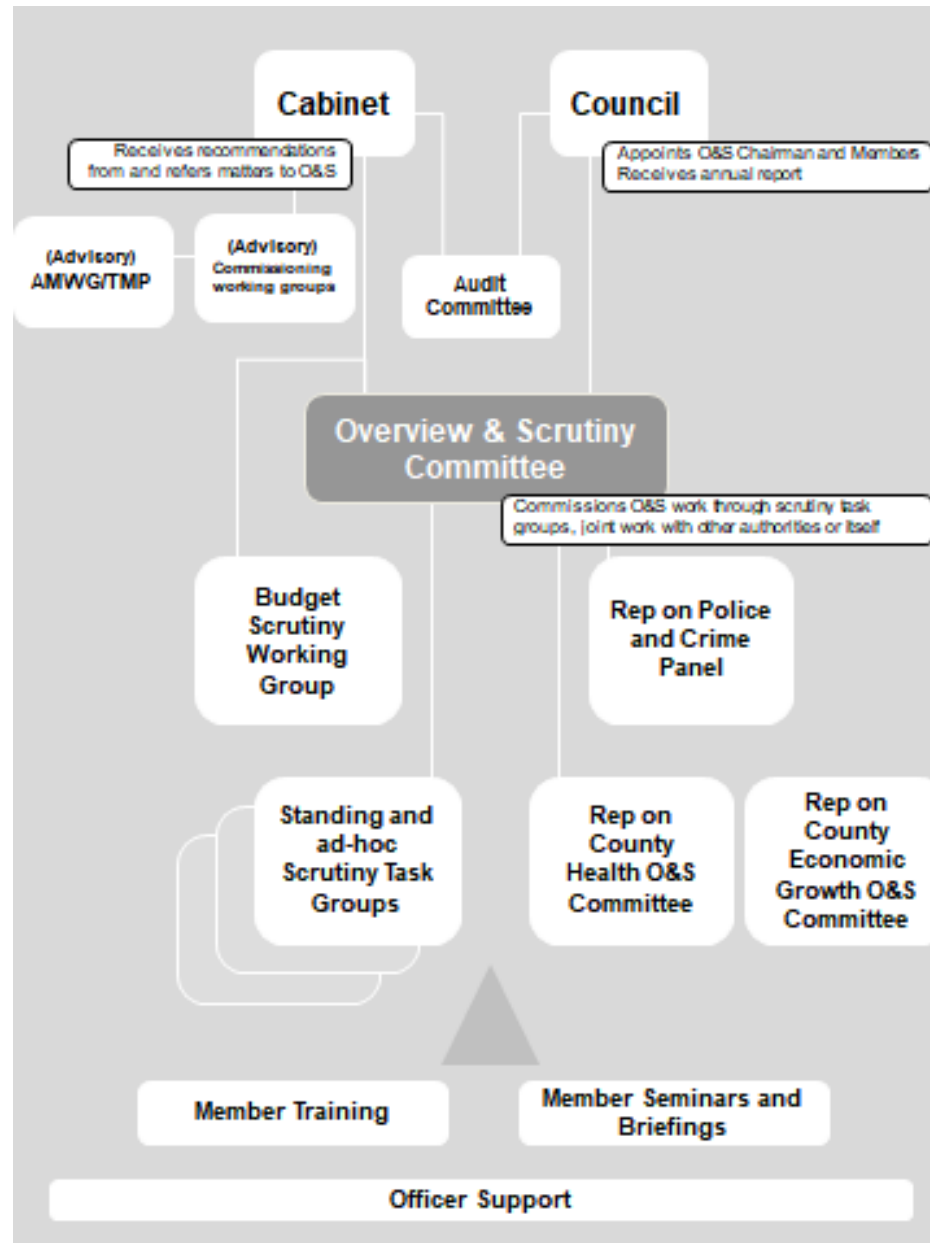 Cabinet
Council
Receives recommendations
from and refers matters to O&S
Appoints O&S Chairman and Members
Receives annual report
(Advisory)
AMWG/TMP
(Advisory)
Commissioning
working groups
Audit
Committee
Overview & Scrutiny
Committee
Commissions O&S work through scrutiny task
groups, joint work with other authorities or itself
Budget
Scrutiny
Working
Group
Rep on Police
and Crime
Panel
Standing and
ad-hoc
Scrutiny Task
Groups
Rep on
County
Health O&S
Committee
Rep on
County
Economic
Growth O&S
Committee
Member Training
Member Seminars and
Briefings
Officer Support